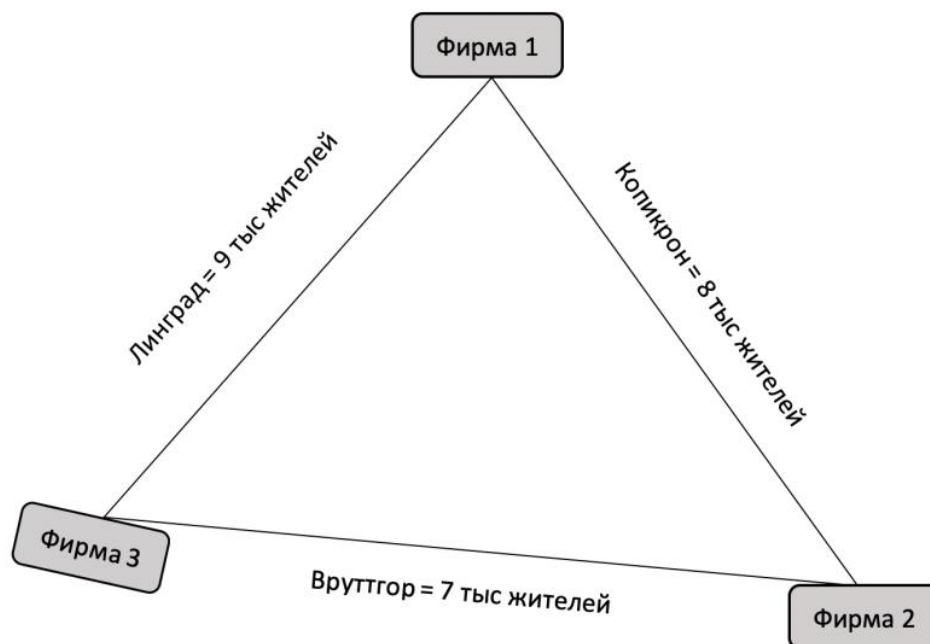 Фирма 1
Линград = 9 тыс жителей
Копикрон = 8 тыс жителей
Фирма 3
Вруттгор = 7 тыс жителей
Фирма 2